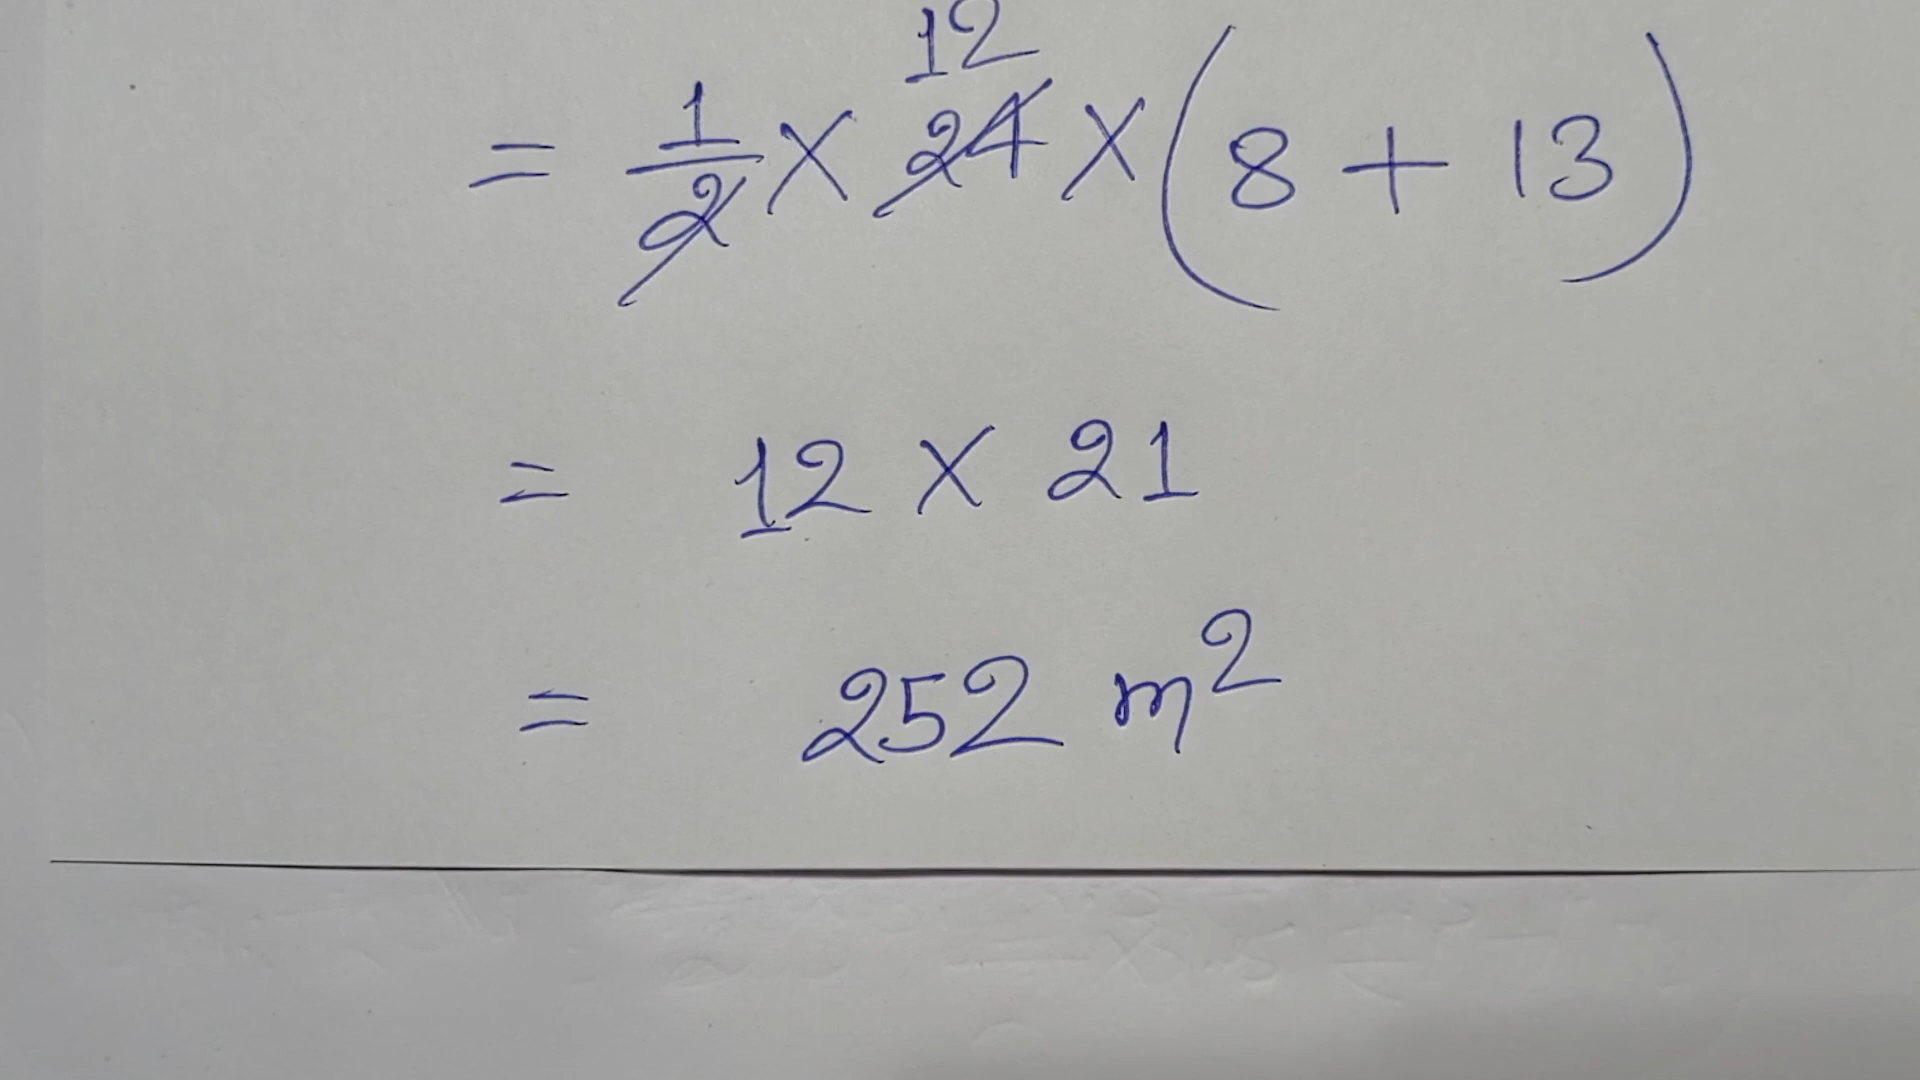 12
= 1/2 × 24 × (8 + 13)
= 12 × 21
= 252 m²